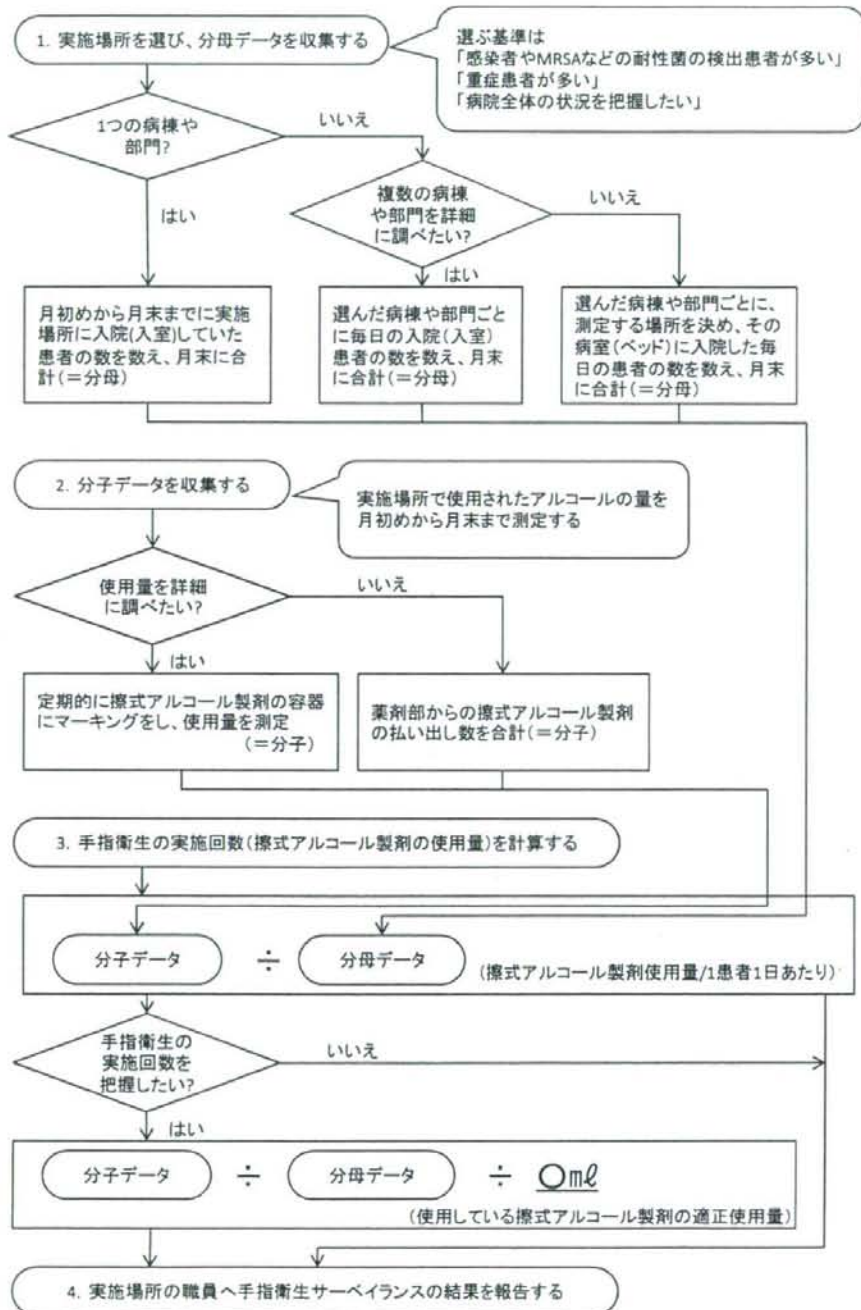 1. 実施場所を選び、分母データを収集する
選ぶ基準は
「感染者やMRSAなどの耐性菌の検出患者が多い」
「重症患者が多い」
「病院全体の状況を把握したい」
1つの病棟や
部門?
いいえ
はい
複数の病棟
や部門を詳細
に調べたい?
いいえ
はい
月初めから月末までに実施
場所に入院(入室)していた
患者の数を数え、月末に合
計(=分母)
選んだ病棟や部門ごと
に毎日の入院(入室)
患者の数を数え、月末
に合計(=分母)
選んだ病棟や部門ごとに、
測定する場所を決め、その
病室(ベッド)に入院した毎
日の患者の数を数え、月末
に合計(=分母)
2. 分子データを収集する
実施場所で使用されたアルコールの量を
月初めから月末まで測定する
使用量を詳細
に調べたい?
いいえ
はい
定期的に擦式アルコール製剤の容器
にマーキングをし、使用量を測定
(=分子)
薬剤部からの擦式アルコール製剤
の払い出し数を合計(=分子)
3. 手指衛生の実施回数(擦式アルコール製剤の使用量)を計算する
分子データ ÷ 分母データ
(擦式アルコール製剤使用量/1患者1日あたり)
手指衛生の
実施回数を
把握したい?
いいえ
はい
分子データ ÷ 分母データ ÷ ○mℓ
(使用している擦式アルコール製剤の適正使用量)
4. 実施場所の職員へ手指衛生サーベイランスの結果を報告する